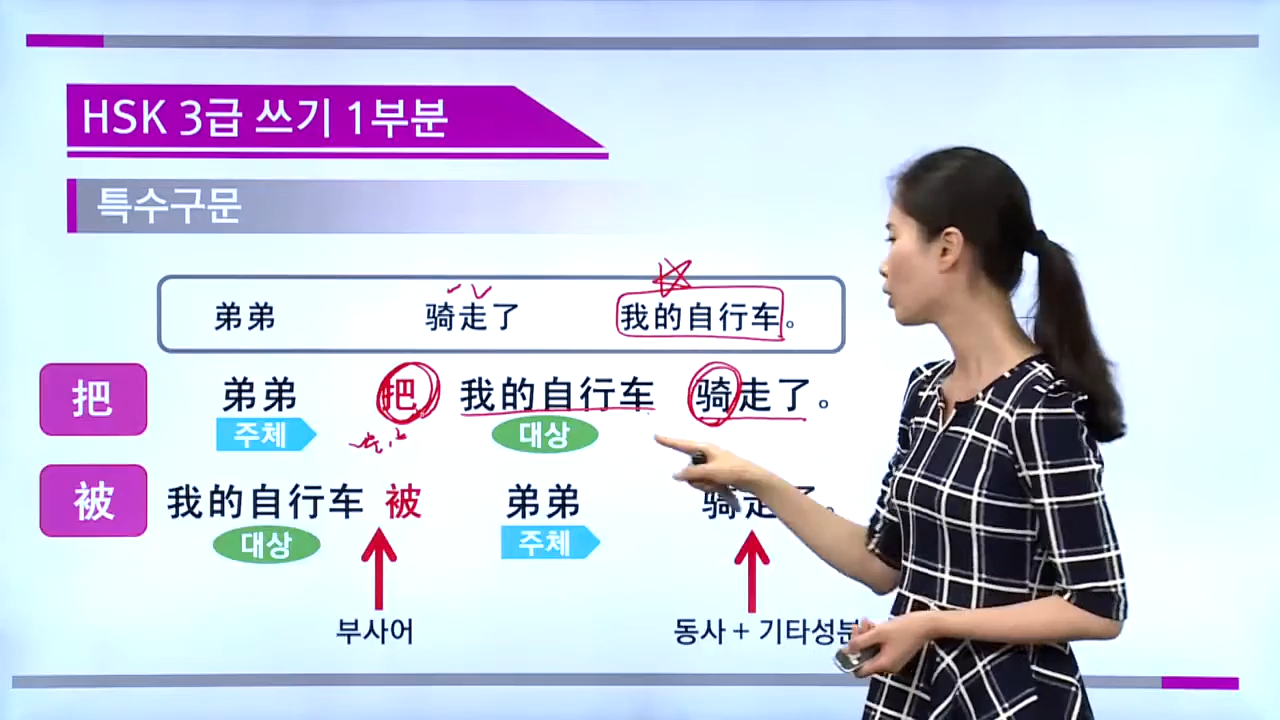 HSK 3급 쓰기 1부분
특수구문
弟弟 骑走了 我的自行车。
把 弟弟 把 我的自行车 骑走了。
주체 대상
被 我的自行车 被 弟弟 骑走了。
대상 주체
부사어 동사 + 기타성분